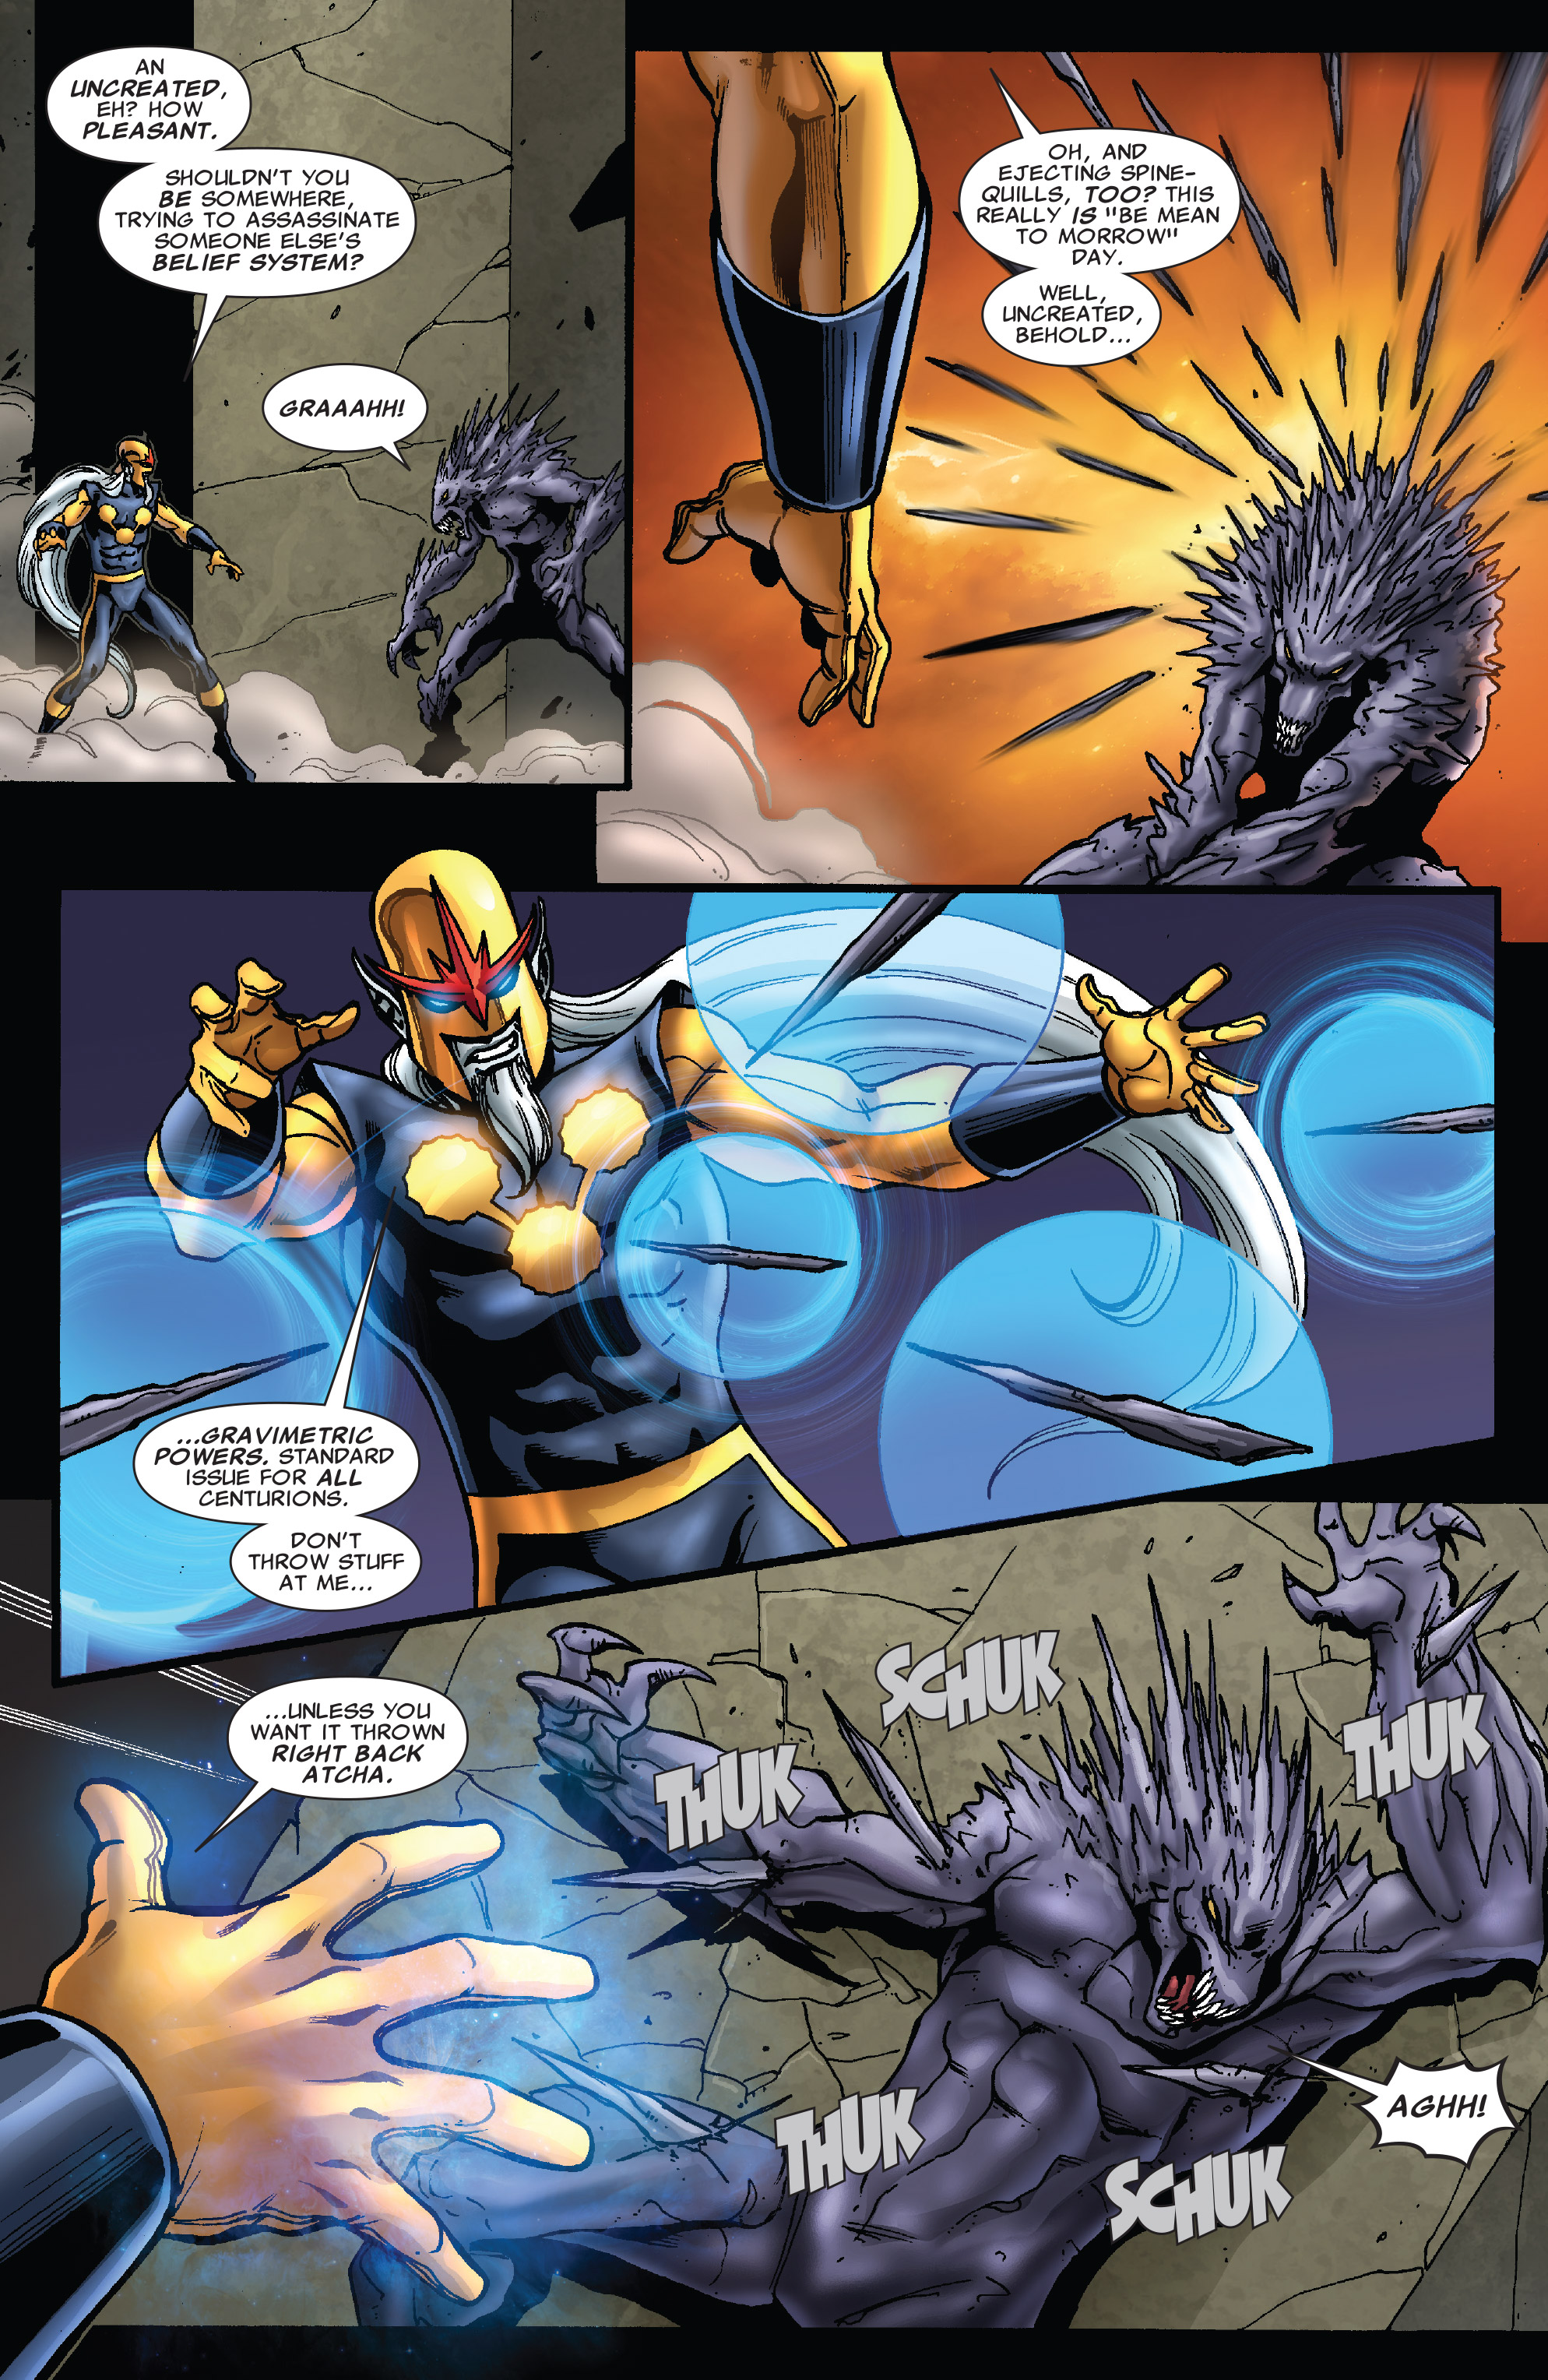 AN
UNCREATED,
EH? HOW
PLEASANT.
SHOULDN'T YOU
BE SOMEWHERE,
TRYING TO ASSASSINATE
SOMEONE ELSE'S
BELIEF SYSTEM?
GRAAAHH!
OH, AND
EJECTING SPINE-
QUILLS, TOO? THIS
REALLY IS "BE MEAN
TO MORROW"
DAY.
WELL,
UNCREATED,
BEHOLD...
...GRAVIMETRIC
POWERS. STANDARD
ISSUE FOR ALL
CENTURIONS.
DON'T
THROW STUFF
AT ME...
...UNLESS YOU
WANT IT THROWN
RIGHT BACK
ATCHA.
SCHUK
THUK
THUK
AGHH!
THUK
SCHUK